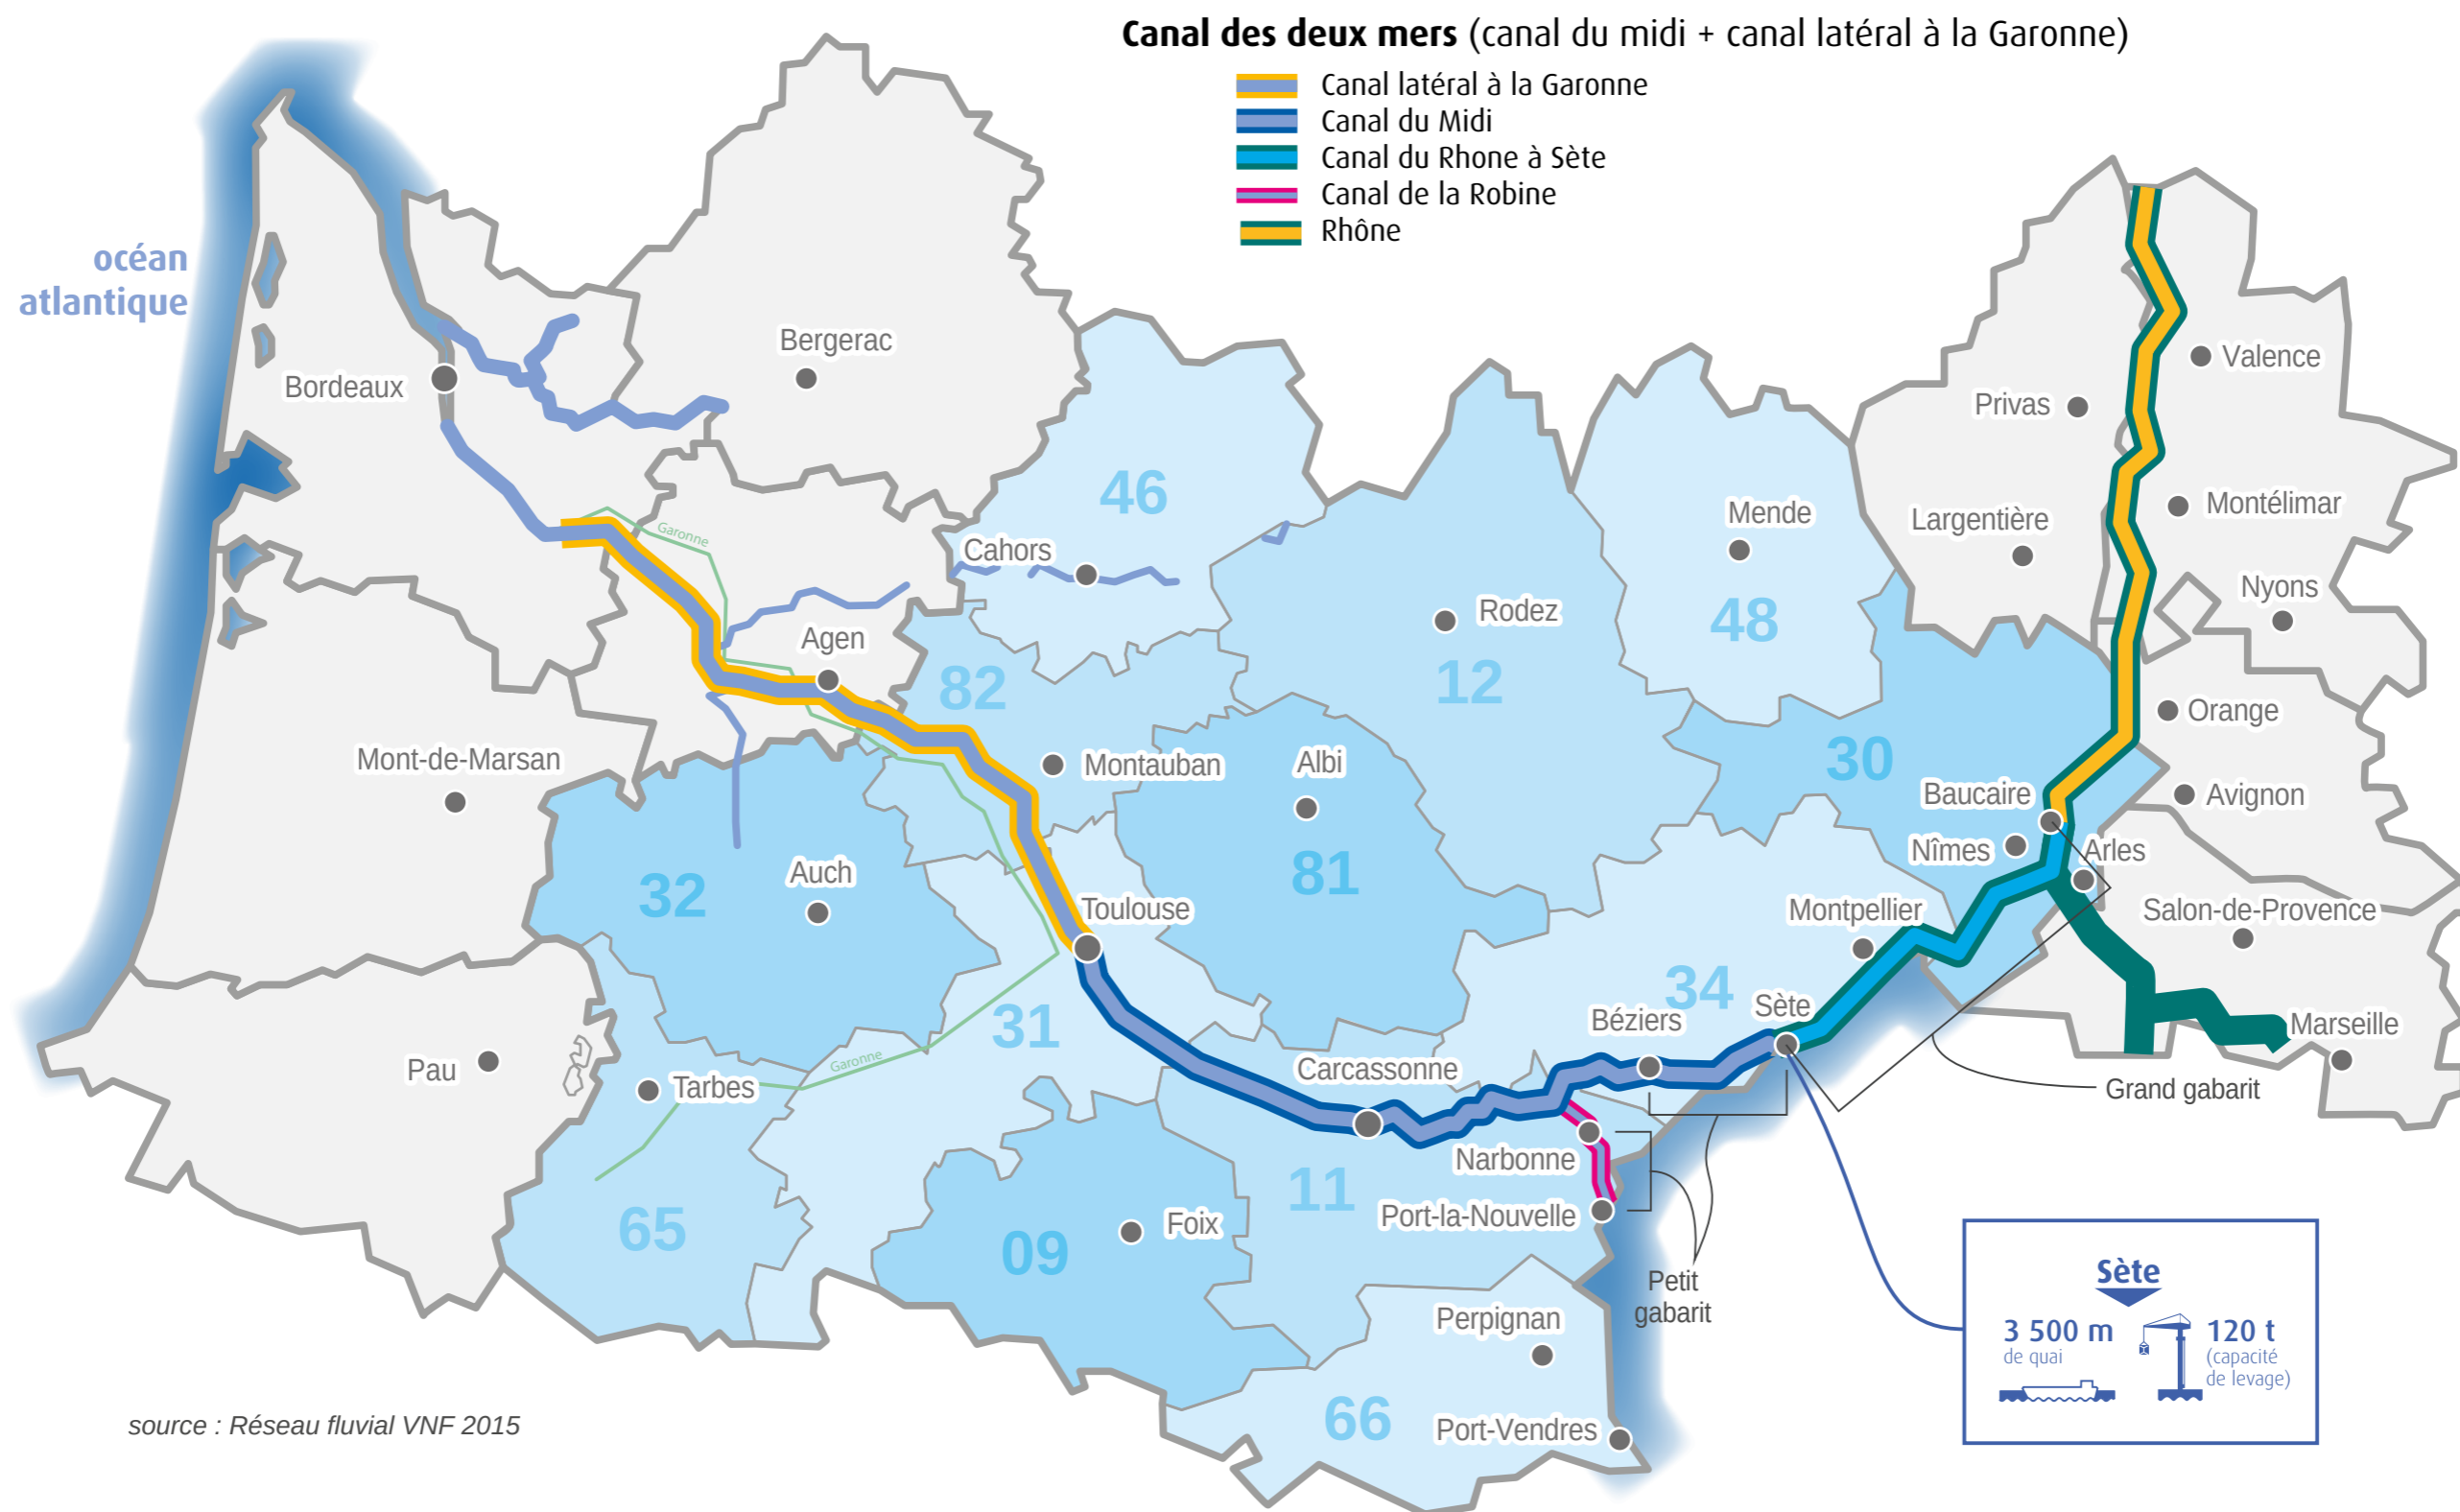 Canal des deux mers (canal du midi + canal latéral à la Garonne)
Canal latéral à la Garonne
Canal du Midi
Canal du Rhone à Sète
Canal de la Robine
Rhône
océan
atlantique
Bordeaux
Bergerac
Valence
Privas
46
Mende
Montélimar
Largentière
Garonne
Cahors
Nyons
Rodez
48
Agen
82
12
Orange
Mont-de-Marsan
Montauban
Albi
30
Baucaire
Avignon
Nîmes
Arles
32
Auch
81
Toulouse
Montpellier
Salon-de-Provence
34
Sète
31
Béziers
Marseille
Garonne
Pau
Tarbes
Carcassonne
Grand gabarit
Narbonne
11
65
Foix
Port-la-Nouvelle
09
Petit
gabarit
Perpignan
66
Port-Vendres
Sète
3 500 m
de quai
120 t
(capacité
de levage)
source : Réseau fluvial VNF 2015